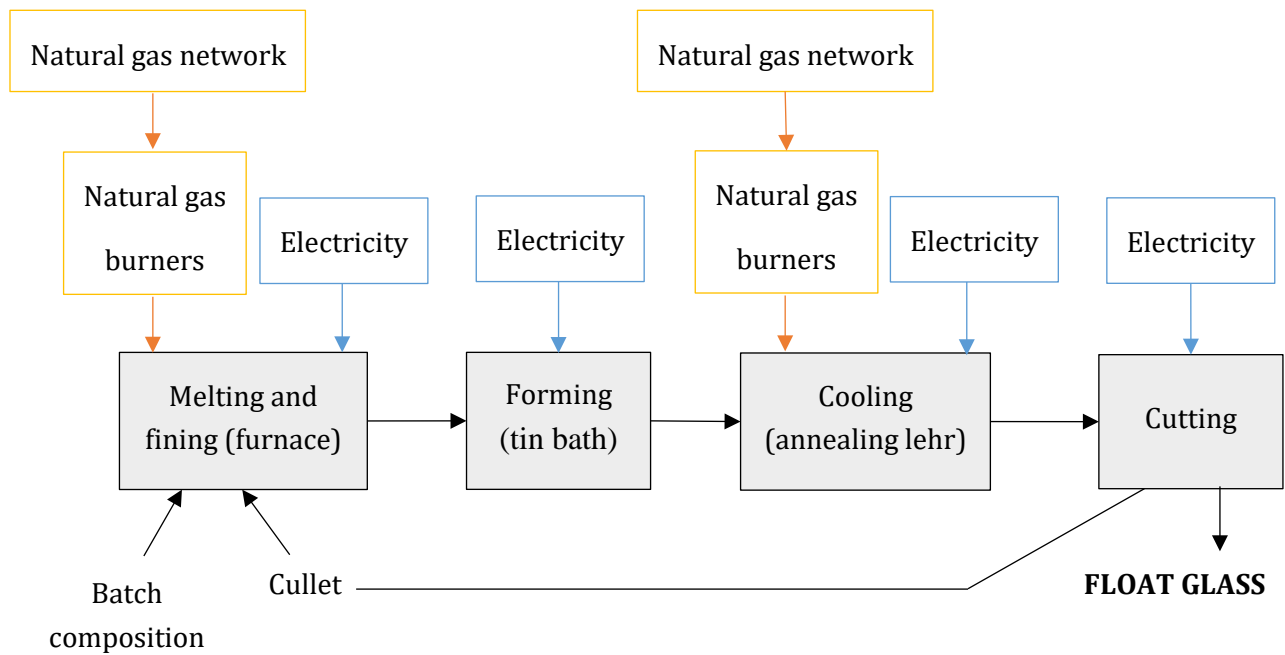 Natural gas network
Natural gas network
Natural gas
burners
Electricity
Electricity
Natural gas
burners
Electricity
Electricity
Melting and
fining (furnace)
Forming
(tin bath)
Cooling
(annealing lehr)
Cutting
Batch
composition
Cullet
FLOAT GLASS